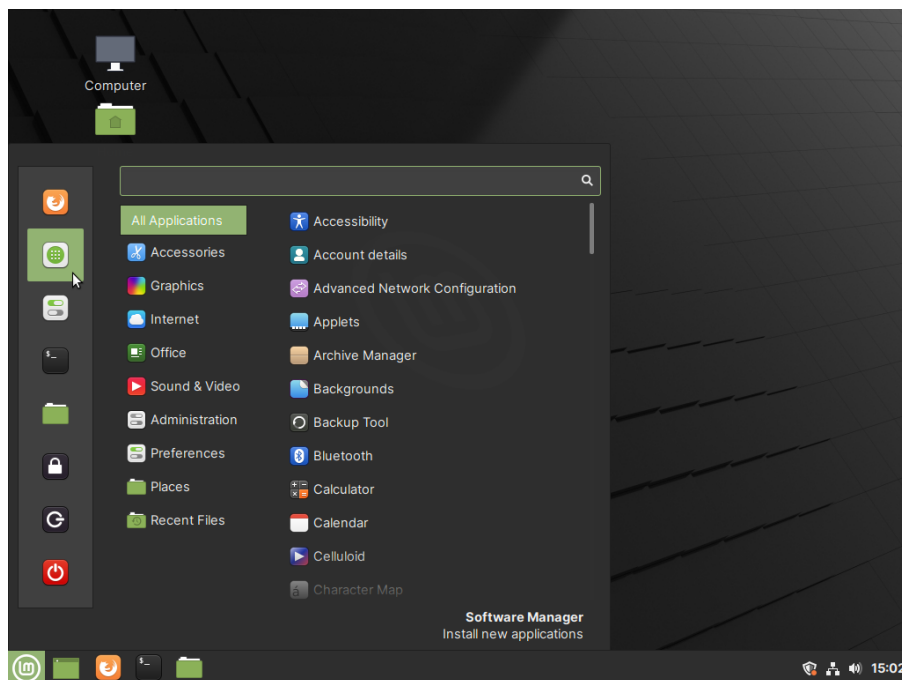 Computer
All Applications
Accessories
Graphics
Internet
Office
Sound & Video
Administration
Preferences
Places
Recent Files
Accessibility
Account details
Advanced Network Configuration
Applets
Archive Manager
Backgrounds
Backup Tool
Bluetooth
Calculator
Calendar
Celluloid
Character Map
Software Manager
Install new applications
15:02